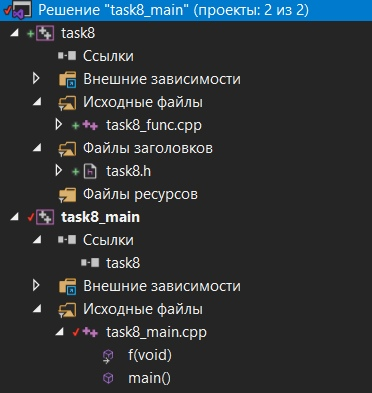 Решение "task8_main" (проекты: 2 из 2)
task8
Ссылки
Внешние зависимости
Исходные файлы
task8_func.cpp
Файлы заголовков
task8.h
Файлы ресурсов
task8_main
Ссылки
task8
Внешние зависимости
Исходные файлы
task8_main.cpp
f(void)
main()